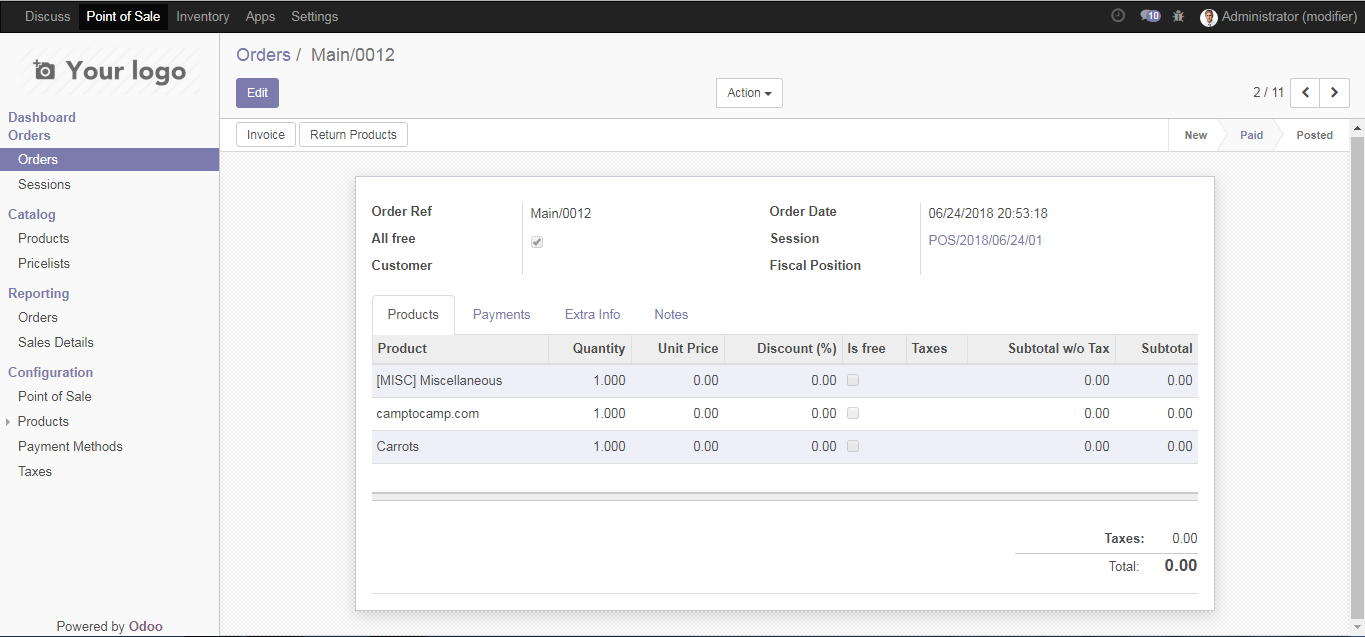 Discuss Point of Sale Inventory Apps Settings 10 Administrator (modifier)
Your logo
Orders / Main/0012
Edit Action 2 / 11
Invoice Return Products New Paid Posted
Dashboard
Orders
Orders
Sessions
Catalog
Products
Pricelists
Reporting
Orders
Sales Details
Configuration
Point of Sale
Products
Payment Methods
Taxes
Powered by Odoo
Order Ref Main/0012 Order Date 06/24/2018 20:53:18
All free Session POS/2018/06/24/01
Customer Fiscal Position
Products Payments Extra Info Notes
Product Quantity Unit Price Discount (%) Is free Taxes Subtotal w/o Tax Subtotal
[MISC] Miscellaneous 1.000 0.00 0.00 0.00 0.00
camptocamp.com 1.000 0.00 0.00 0.00 0.00
Carrots 1.000 0.00 0.00 0.00 0.00
Taxes: 0.00
Total: 0.00